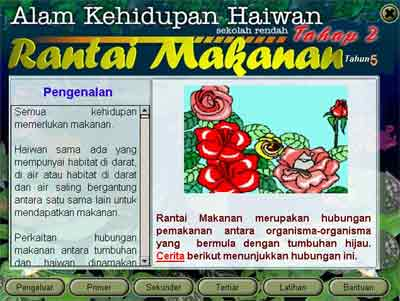 Alam Kehidupan Haiwan
sekolah rendah
Tahap 2
Rantai Makanan
Tahun 5
Pengenalan
Semua kehidupan
memerlukan makanan.
Haiwan sama ada yang
mempunyai habitat di darat,
di air atau habitat di darat
dan air saling bergantung
antara satu sama lain untuk
mendapatkan makanan.
Perkaitan hubungan
makanan antara tumbuhan
dan haiwan dinamakan
Rantai Makanan merupakan hubungan
pemakanan antara organisma-organisma
yang bermula dengan tumbuhan hijau.
Cerita berikut menunjukkan hubungan ini.
Pengeluar
Primer
Sekunder
Tertiar
Latihan
Bantuan